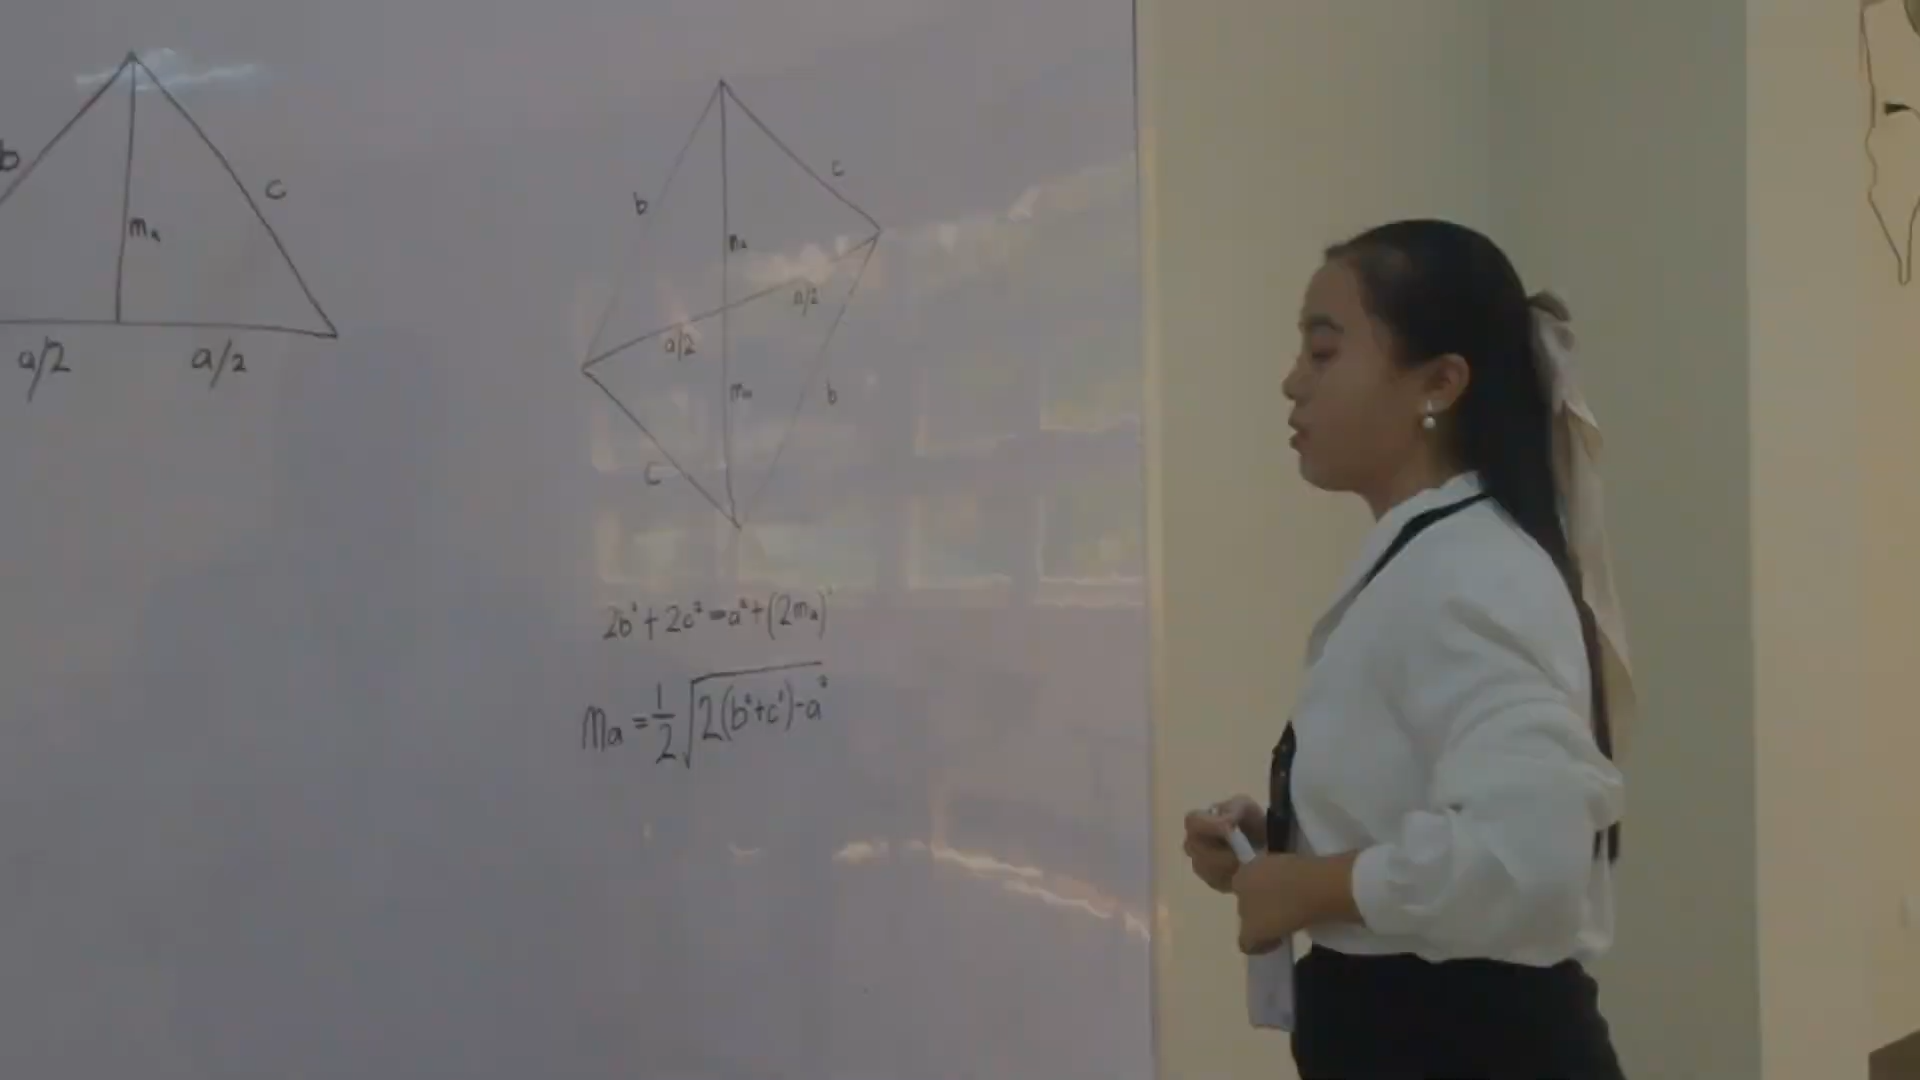 b
c
mₐ
a/2 a/2
b
c
mₐ
a/2
a/2
mₐ
b
c
2b² + 2c² = a² + (2mₐ)²
mₐ = 1/2 √2(b²+c²)-a²